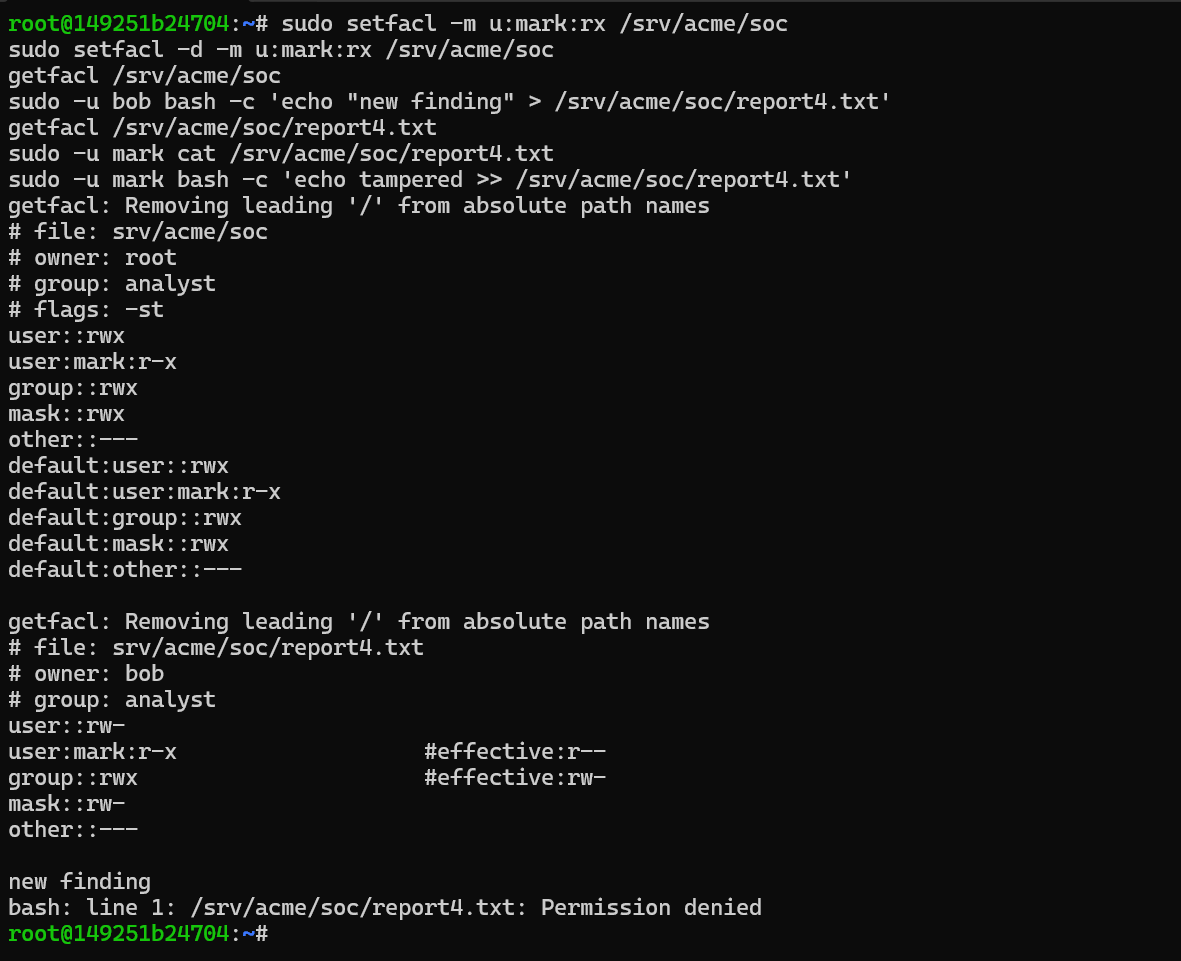 root@149251b24704:~# sudo setfacl -m u:mark:rx /srv/acme/soc
sudo setfacl -d -m u:mark:rx /srv/acme/soc
getfacl /srv/acme/soc
sudo -u bob bash -c 'echo "new finding" > /srv/acme/soc/report4.txt'
getfacl /srv/acme/soc/report4.txt
sudo -u mark cat /srv/acme/soc/report4.txt
sudo -u mark bash -c 'echo tampered >> /srv/acme/soc/report4.txt'
getfacl: Removing leading '/' from absolute path names
# file: srv/acme/soc
# owner: root
# group: analyst
# flags: -st
user::rwx
user:mark:r-x
group::rwx
mask::rwx
other::---
default:user::rwx
default:user:mark:r-x
default:group::rwx
default:mask::rwx
default:other::---

getfacl: Removing leading '/' from absolute path names
# file: srv/acme/soc/report4.txt
# owner: bob
# group: analyst
user::rw-
user:mark:r-x                   #effective:r--
group::rwx                      #effective:rw-
mask::rw-
other::---

new finding
bash: line 1: /srv/acme/soc/report4.txt: Permission denied
root@149251b24704:~#